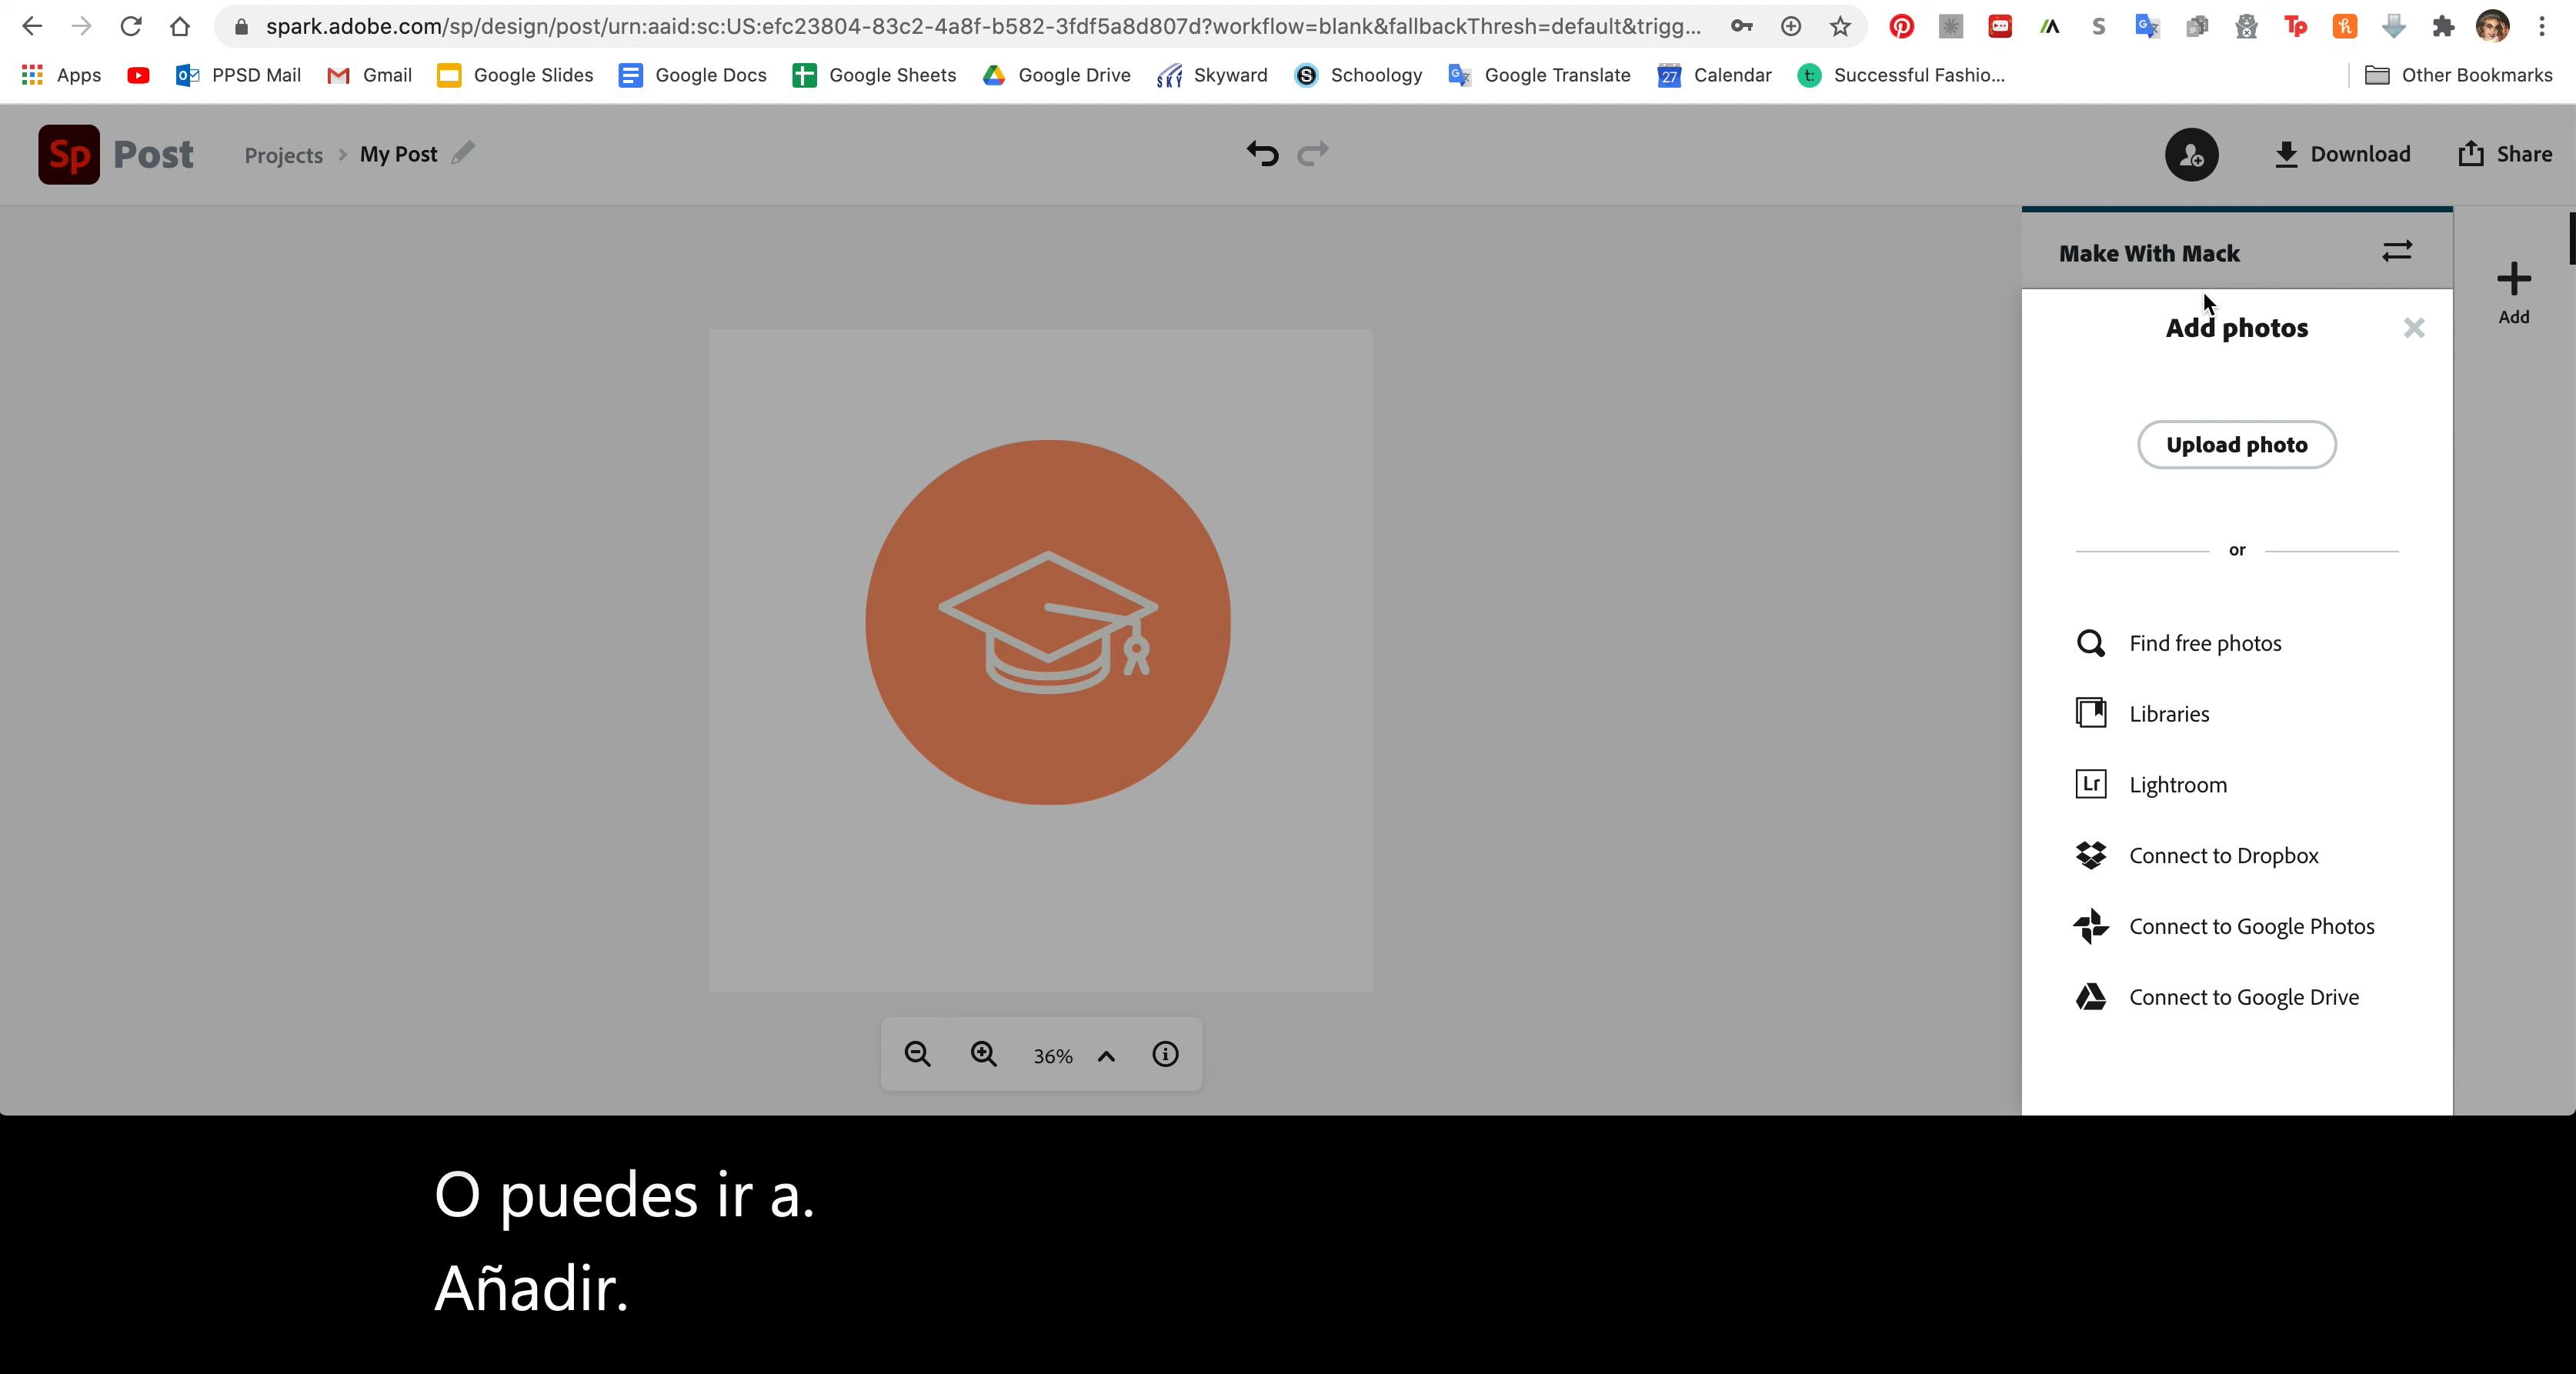 spark.adobe.com/sp/design/post/urn:aaid:sc:US:efc23804-83c2-4a8f-b582-3fdf5a8d807d?workflow=blank&fallbackThresh=default&trigg...
Apps PPSD Mail Gmail Google Slides Google Docs Google Sheets Google Drive Skyward Schoology Google Translate 27 Calendar t: Successful Fashio... Other Bookmarks
Sp Post Projects > My Post Download Share
Make With Mack
Add
Add photos
Upload photo
or
Find free photos
Libraries
Lr Lightroom
Connect to Dropbox
Connect to Google Photos
Connect to Google Drive
36%
O puedes ir a.
Añadir.